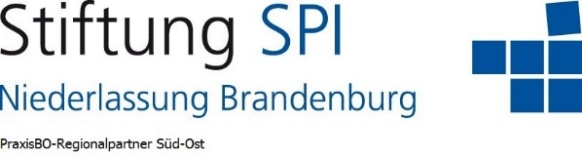 Stiftung SPI
Niederlassung Brandenburg
PraxisBO-Regionalpartner Süd-Ost